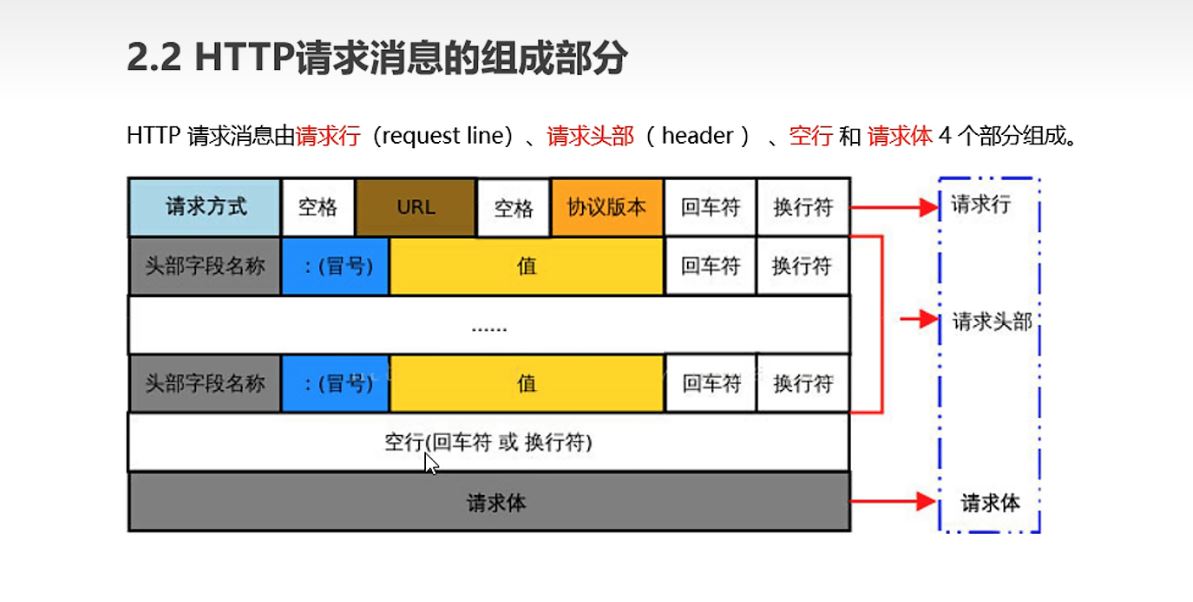 2.2 HTTP请求消息的组成部分
HTTP 请求消息由请求行（request line）、请求头部（ header ） 、空行 和 请求体 4 个部分组成。
请求方式 空格 URL 空格 协议版本 回车符 换行符 请求行
头部字段名称 ：(冒号) 值 回车符 换行符
...... 请求头部
头部字段名称 ：(冒号) 值 回车符 换行符
空行(回车符 或 换行符)
请求体 请求体